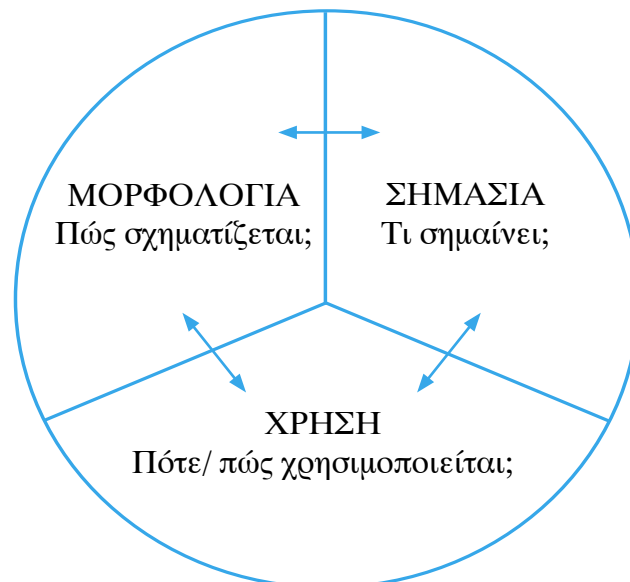 ΜΟΡΦΟΛΟΓΙΑ
Πώς σχηματίζεται;
ΣΗΜΑΣΙΑ
Τι σημαίνει;
ΧΡΗΣΗ
Πότε/ πώς χρησιμοποιείται;